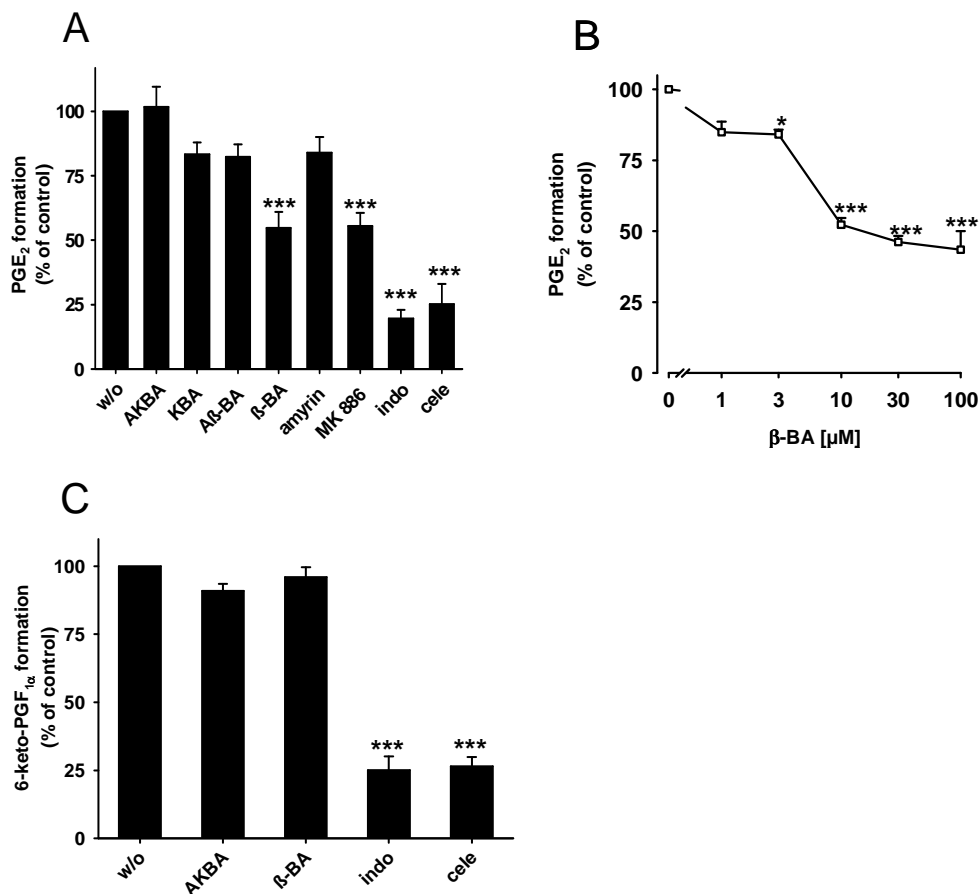 A
PGE2 formation
(% of control)
100
75
50
25
0
***
***
***
***
w/o
AKBA
KBA
Aß-BA
ß-BA
amyrin
MK 886
indo
cele
B
PGE2 formation
(% of control)
100
75
50
25
0
*
***
***
***
0 1 3 10 30 100
β-BA [µM]
C
6-keto-PGF1α formation
(% of control)
100
75
50
25
0
***
***
w/o
AKBA
ß-BA
indo
cele